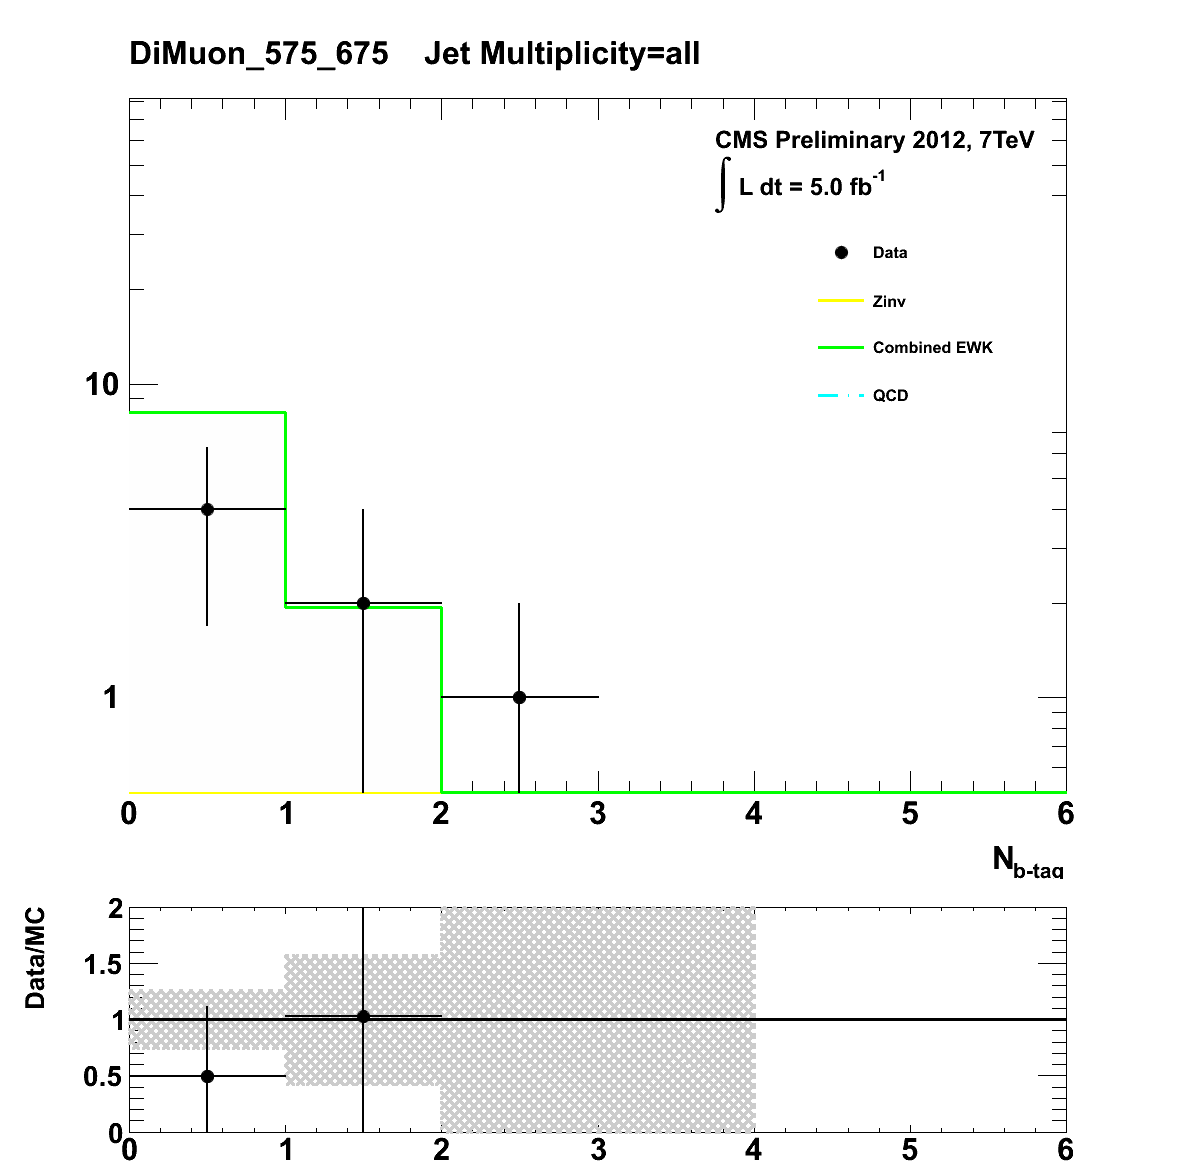 DiMuon_575_675 Jet Multiplicity=all
CMS Preliminary 2012, 7TeV
∫ L dt = 5.0 fb-1
Data
Zinv
Combined EWK
QCD
10
1
0 1 2 3 4 5 6
Nb-tag
Data/MC
2
1.5
1
0.5
0
0 1 2 3 4 5 6